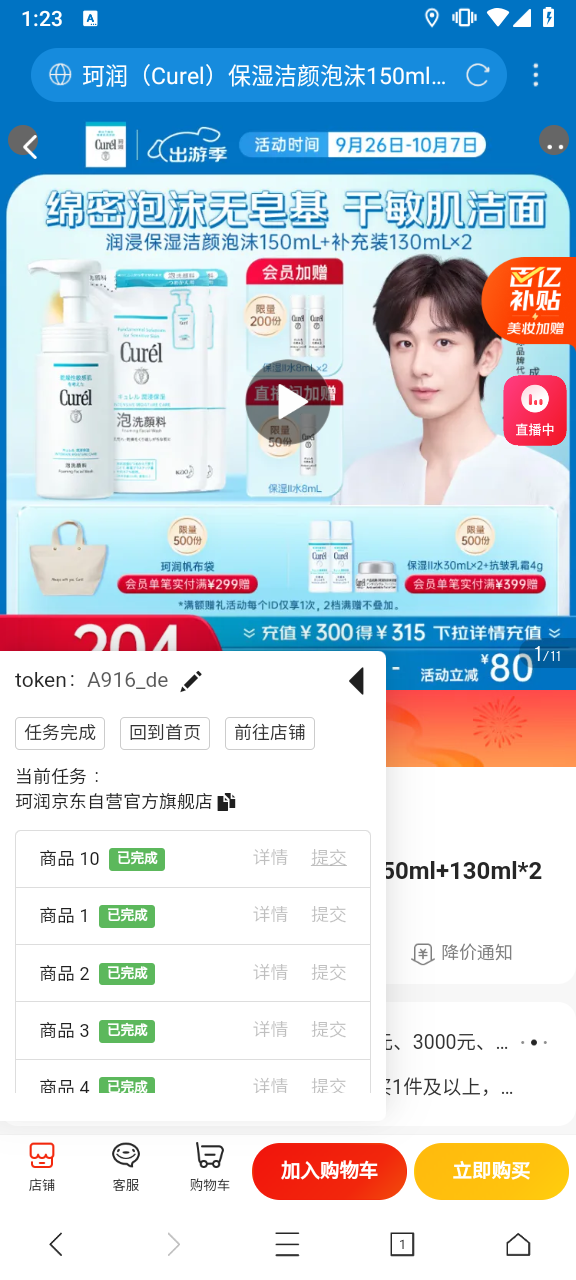 1:23
珂润（Curel）保湿洁颜泡沫150ml...
Curél
珂润
出游季
活动时间 9月26日-10月7日
绵密泡沫无皂基 干敏肌洁面
润浸保湿洁颜泡沫150mL+补充装130mL×2
会员加赠
限量
200份
保湿II水8mL×2
百亿
补贴
美妆加赠
直播间加赠
限量
50份
保湿II水8mL
直播中
Curél
泡洗顔料
Curél
泡洗顔料
限量
500份
珂润帆布袋
会员单笔实付满¥299赠
限量
500份
保湿II水30mL×2+抗皱乳霜4g
会员单笔实付满¥399赠
*满额赠礼活动每个ID仅享1次，2档满赠不叠加。
204
充值¥300得¥315 下拉详情充值
活动立减 ¥80
1/11
token： A916_de
任务完成 回到首页 前往店铺
当前任务：
珂润京东自营官方旗舰店
商品 10 已完成 详情 提交
50ml+130ml*2
商品 1 已完成 详情 提交
降价通知
商品 2 已完成 详情 提交
商品 3 已完成 详情 提交
元、3000元、...
商品 4 已完成 详情 提交
买1件及以上，...
店铺 客服 购物车 加入购物车 立即购买
1